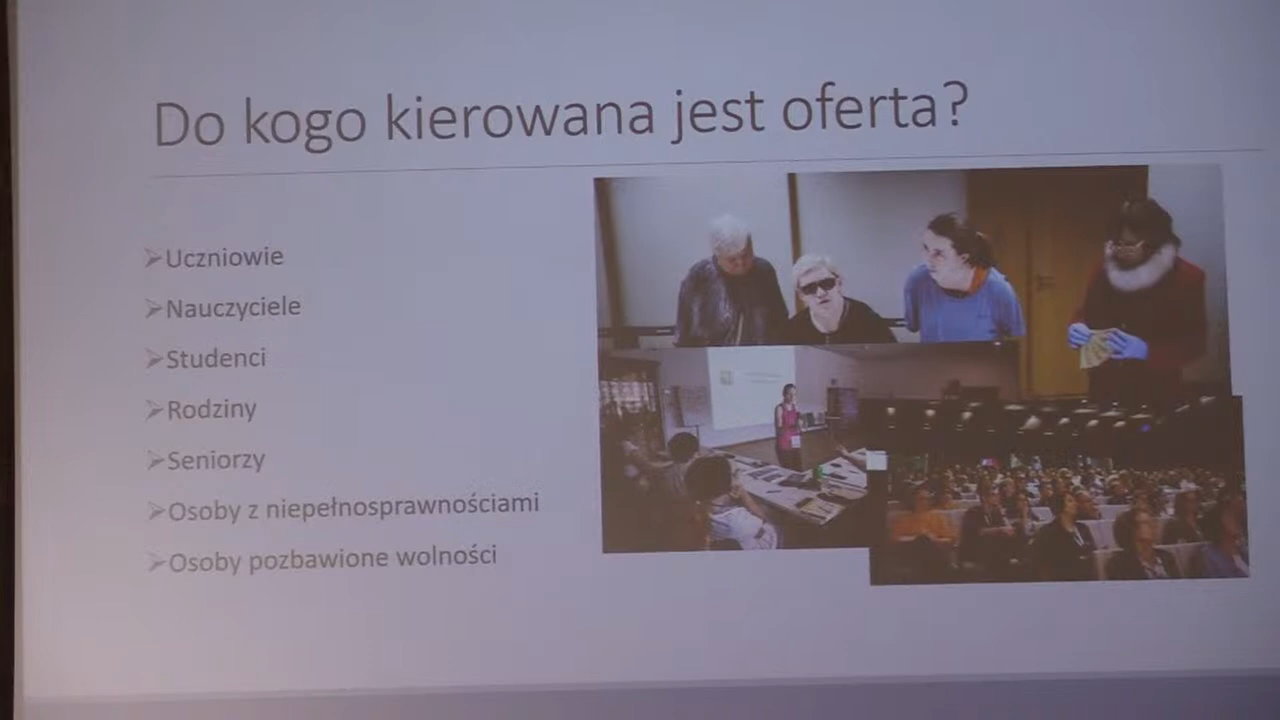 Do kogo kierowana jest oferta?
➢Uczniowie
➢Nauczyciele
➢Studenci
➢Rodziny
➢Seniorzy
➢Osoby z niepełnosprawnościami
➢Osoby pozbawione wolności